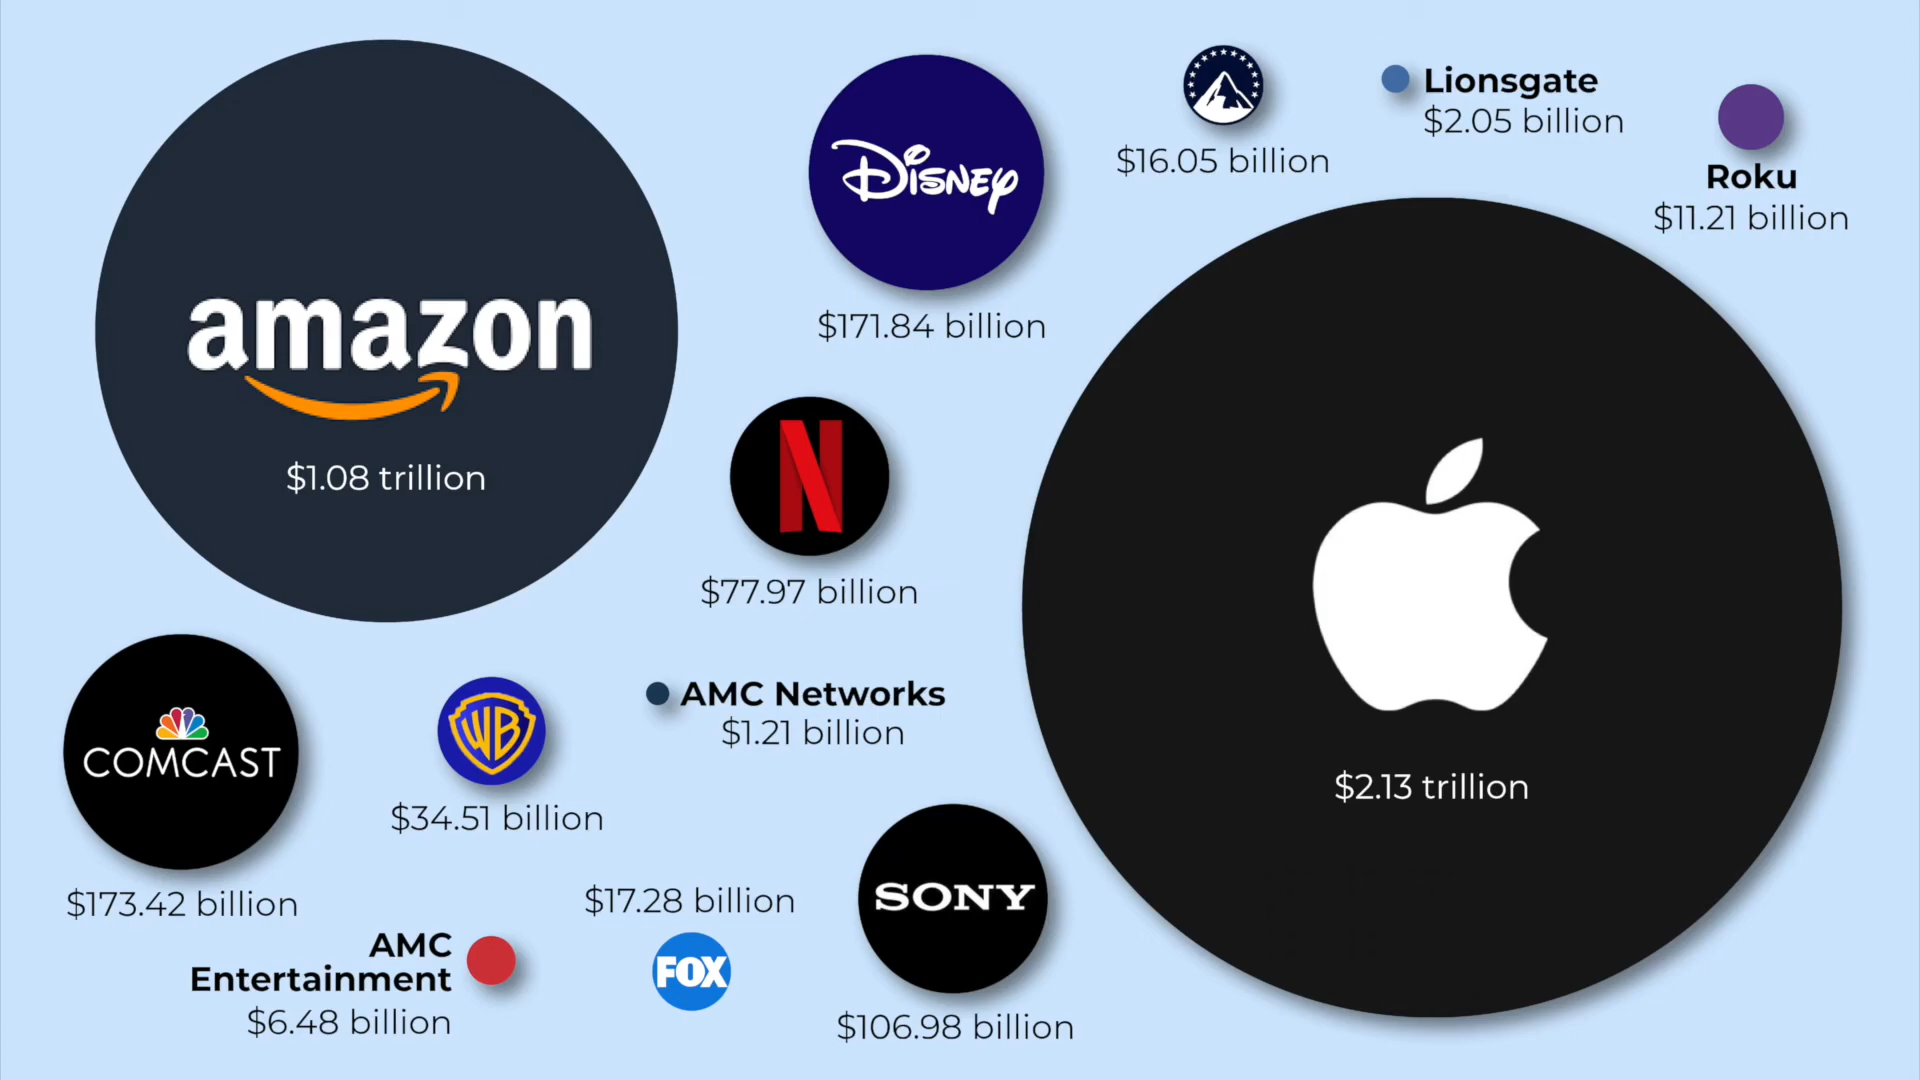 amazon
$1.08 trillion
Disney
$171.84 billion
$16.05 billion
Lionsgate
$2.05 billion
Roku
$11.21 billion
N
$77.97 billion
$2.13 trillion
COMCAST
$173.42 billion
WB
$34.51 billion
AMC Networks
$1.21 billion
AMC
Entertainment
$6.48 billion
$17.28 billion
FOX
SONY
$106.98 billion